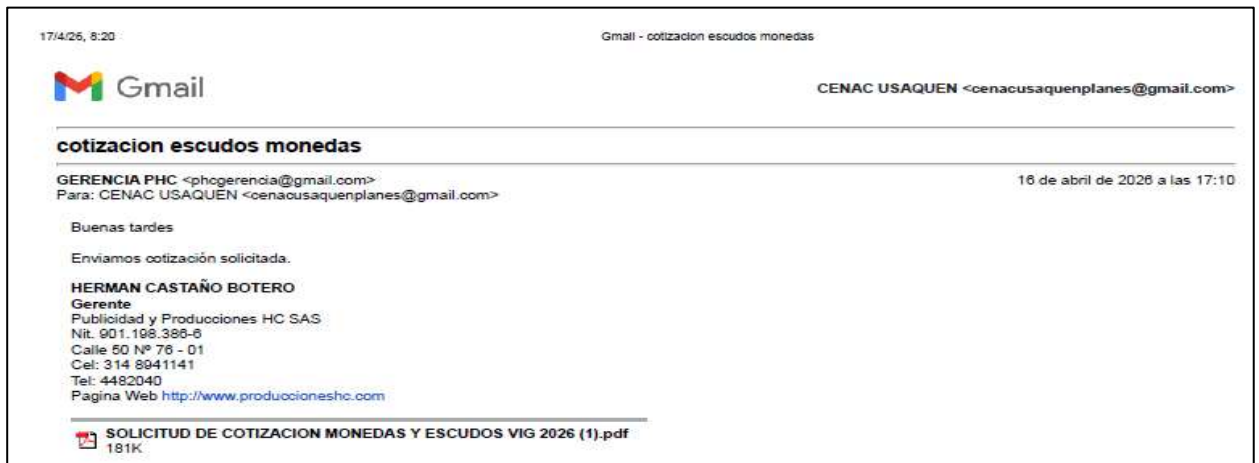 17/4/26, 8:20
Gmail - cotizacion escudos monedas
Gmail
CENAC USAQUEN <cenacusaquenplanes@gmail.com>
cotizacion escudos monedas
GERENCIA PHC <phcgerencia@gmail.com>
16 de abril de 2026 a las 17:10
Para: CENAC USAQUEN <cenacusaquenplanes@gmail.com>
Buenas tardes
Enviamos cotización solicitada.
HERMAN CASTAÑO BOTERO
Gerente
Publicidad y Producciones HC SAS
Nit. 901.198.386-6
Calle 50 Nº 76 - 01
Cel: 314 8941141
Tel: 4482040
Pagina Web http://www.produccioneshc.com
SOLICITUD DE COTIZACION MONEDAS Y ESCUDOS VIG 2026 (1).pdf
181K